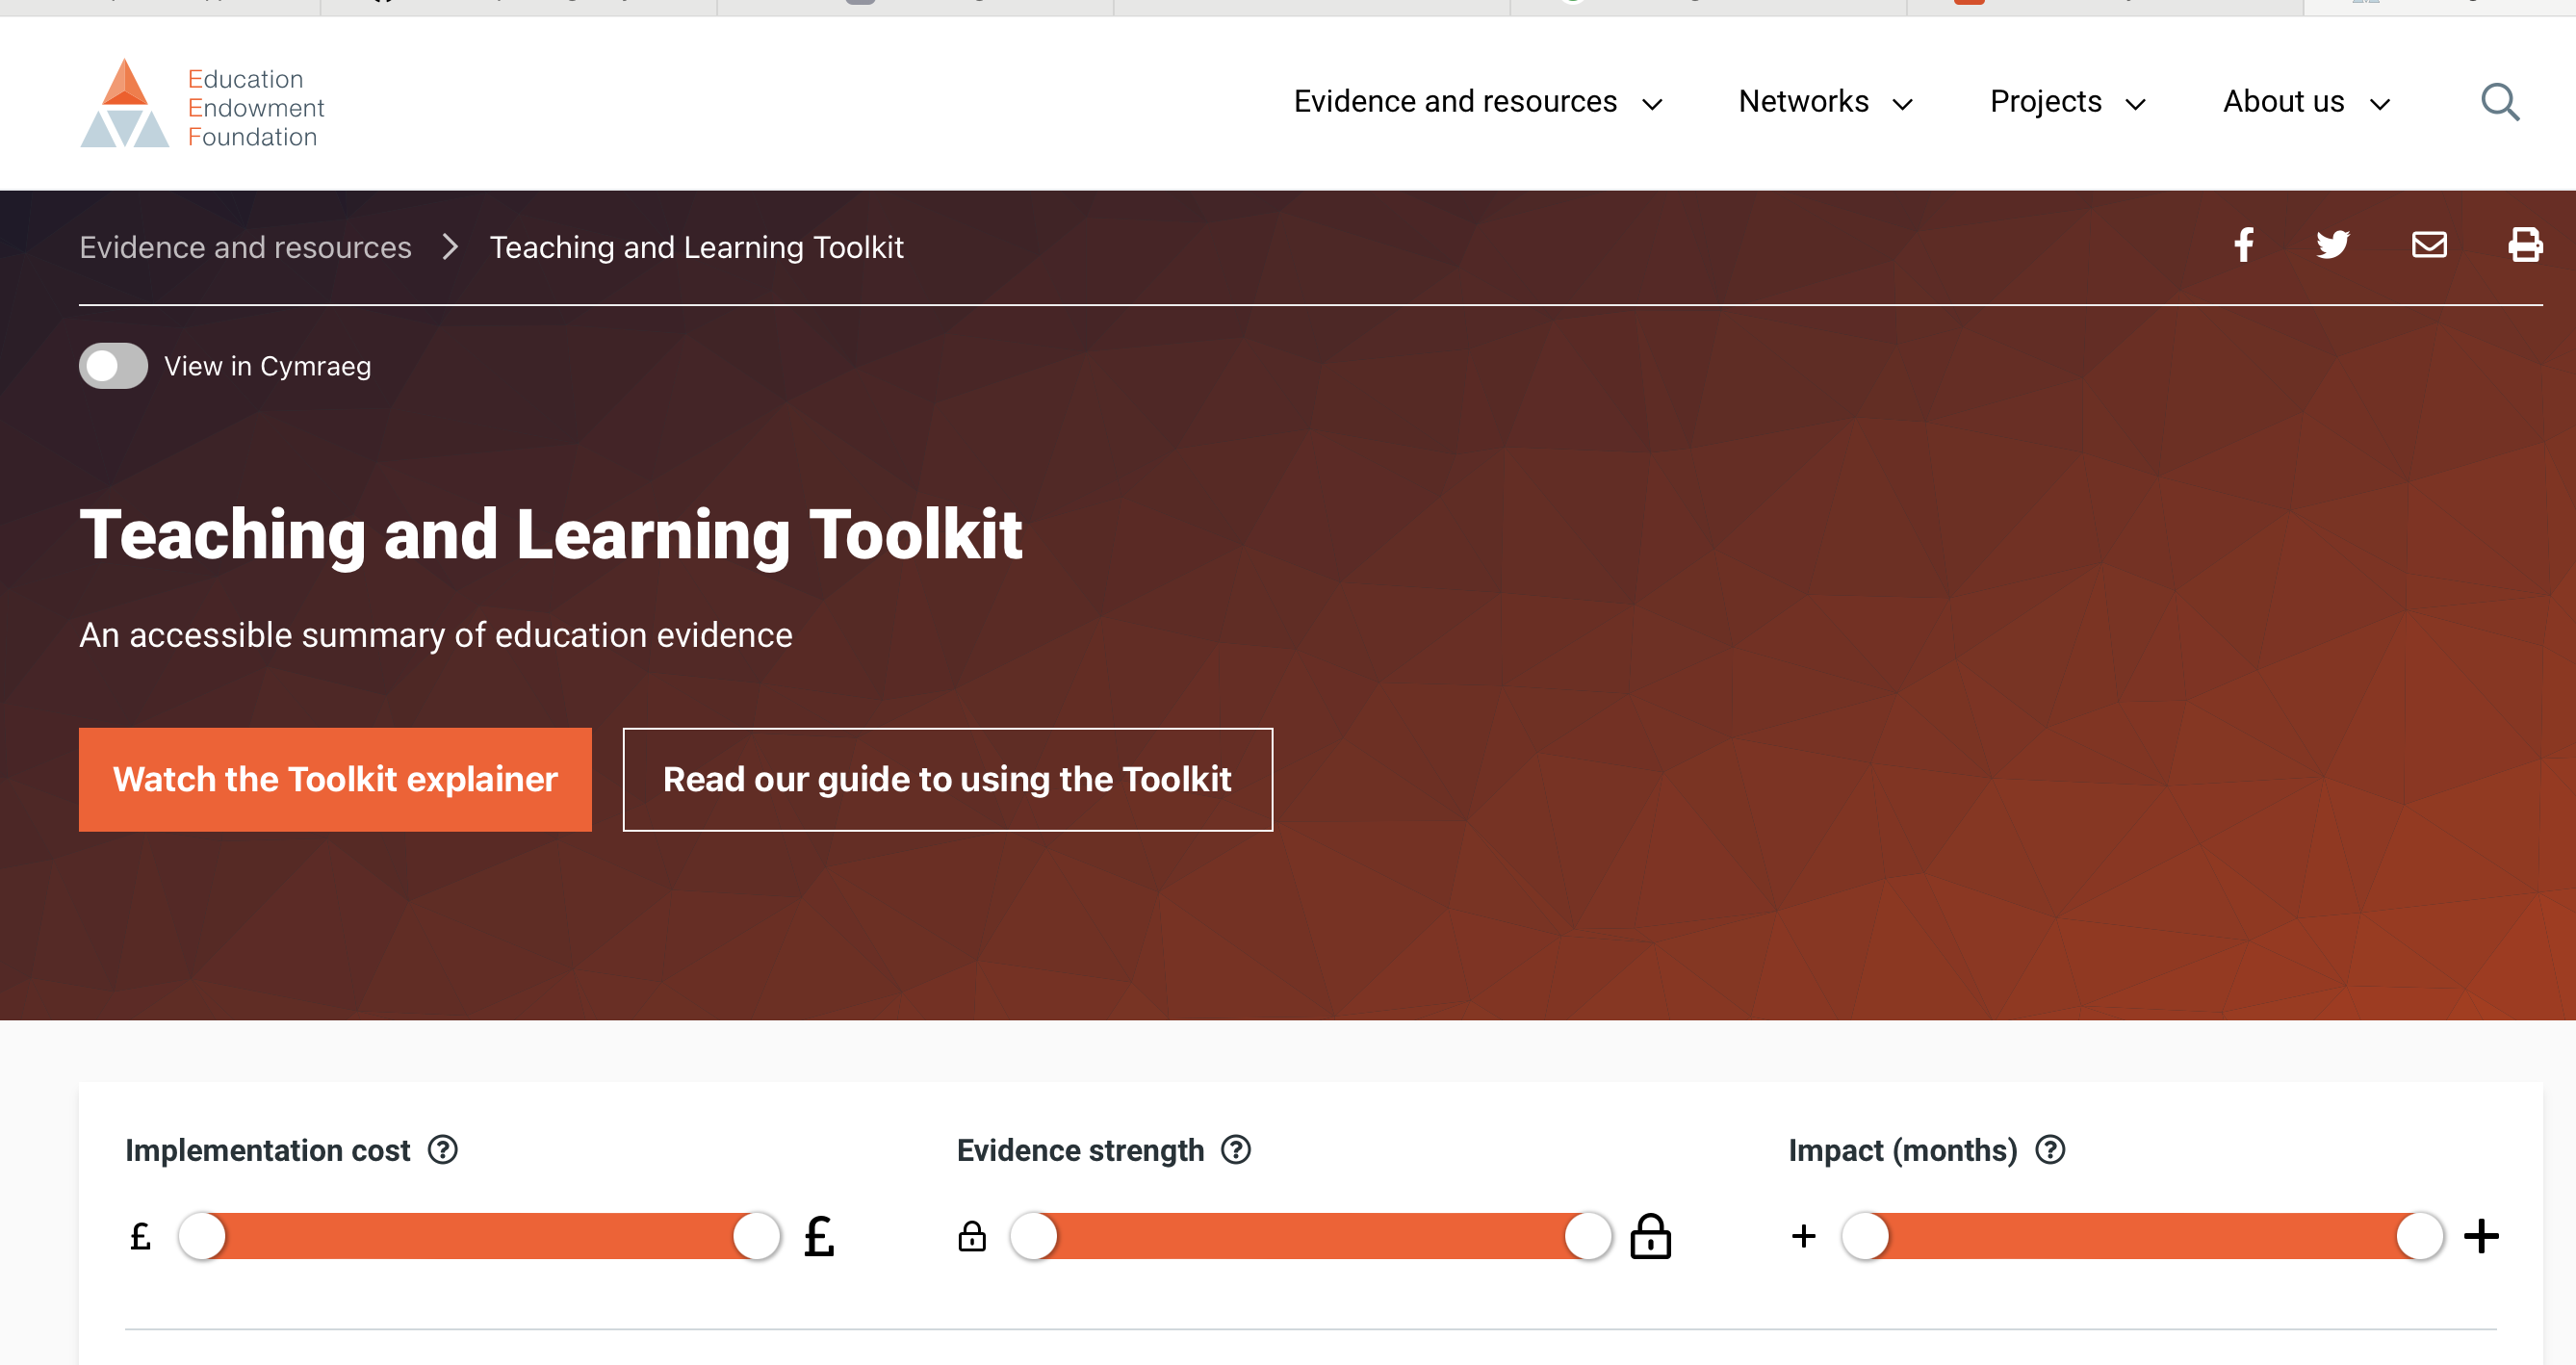 Education
Endowment
Foundation
Evidence and resources
Networks
Projects
About us
Evidence and resources > Teaching and Learning Toolkit
View in Cymraeg
Teaching and Learning Toolkit
An accessible summary of education evidence
Watch the Toolkit explainer
Read our guide to using the Toolkit
Implementation cost ?
Evidence strength ?
Impact (months) ?
£ £
+ +